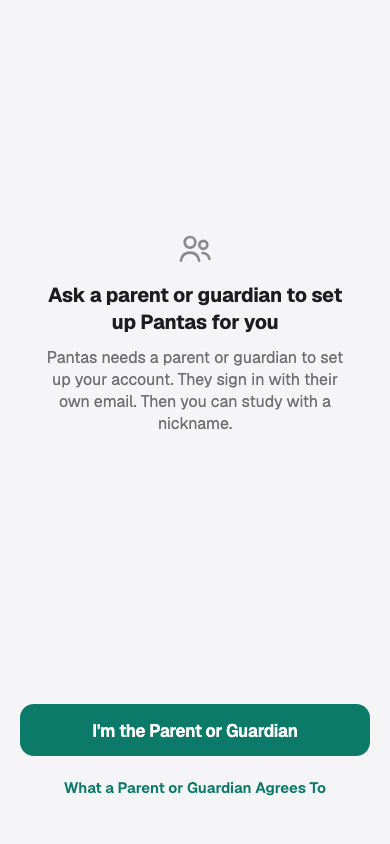 Ask a parent or guardian to set
up Pantas for you
Pantas needs a parent or guardian to set
up your account. They sign in with their
own email. Then you can study with a
nickname.
I'm the Parent or Guardian
What a Parent or Guardian Agrees To